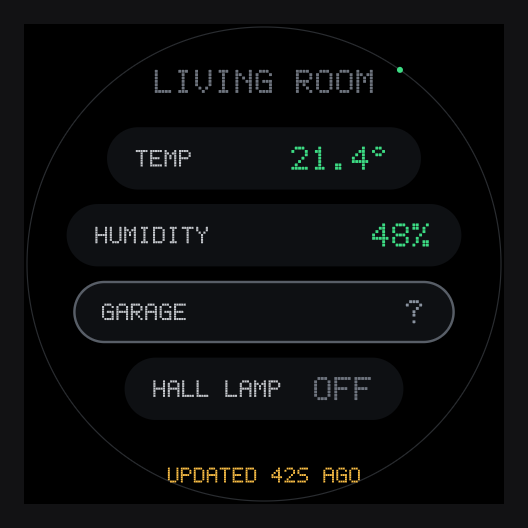 LIVING ROOM
TEMP 21.4°
HUMIDITY 48%
GARAGE ?
HALL LAMP OFF
UPDATED 42S AGO